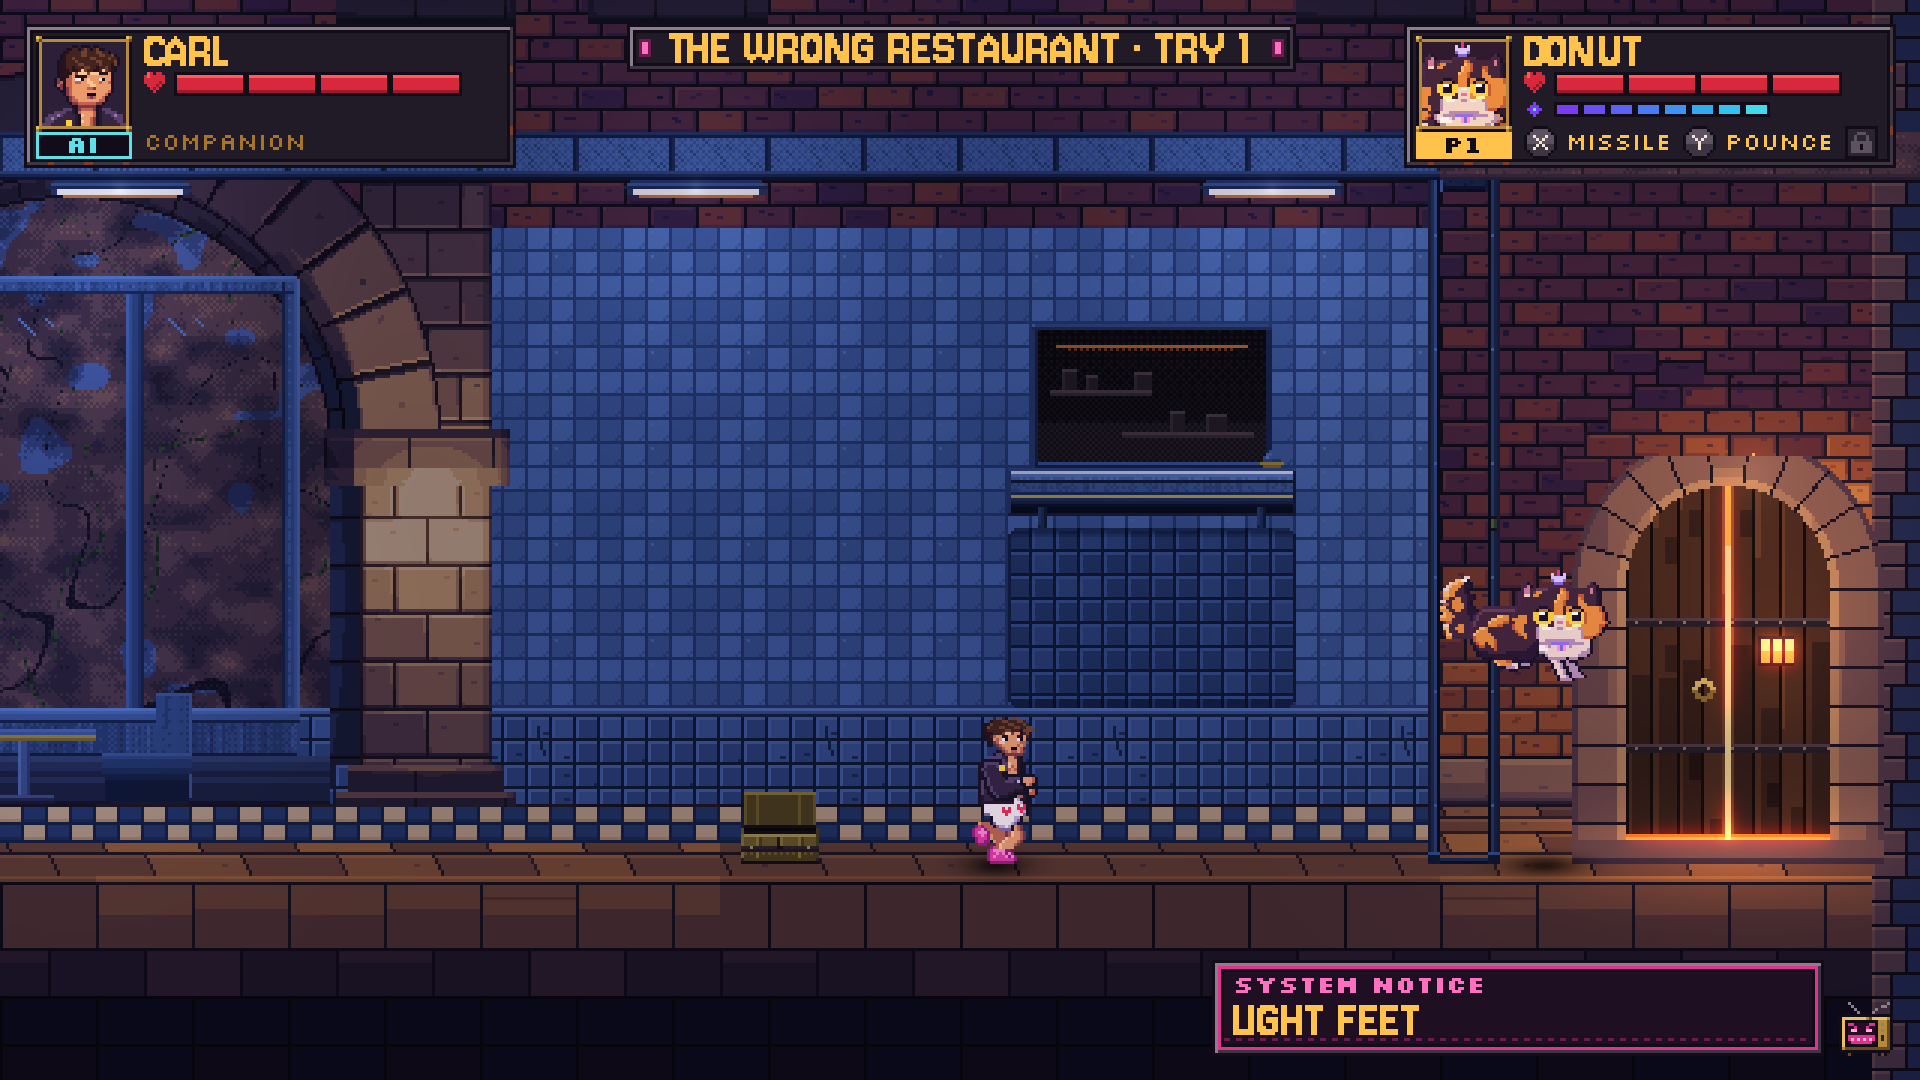 CARL
AI
COMPANION
THE WRONG RESTAURANT · TRY 1
DONUT
P1
X MISSILE Y POUNCE
SYSTEM NOTICE
LIGHT FEET